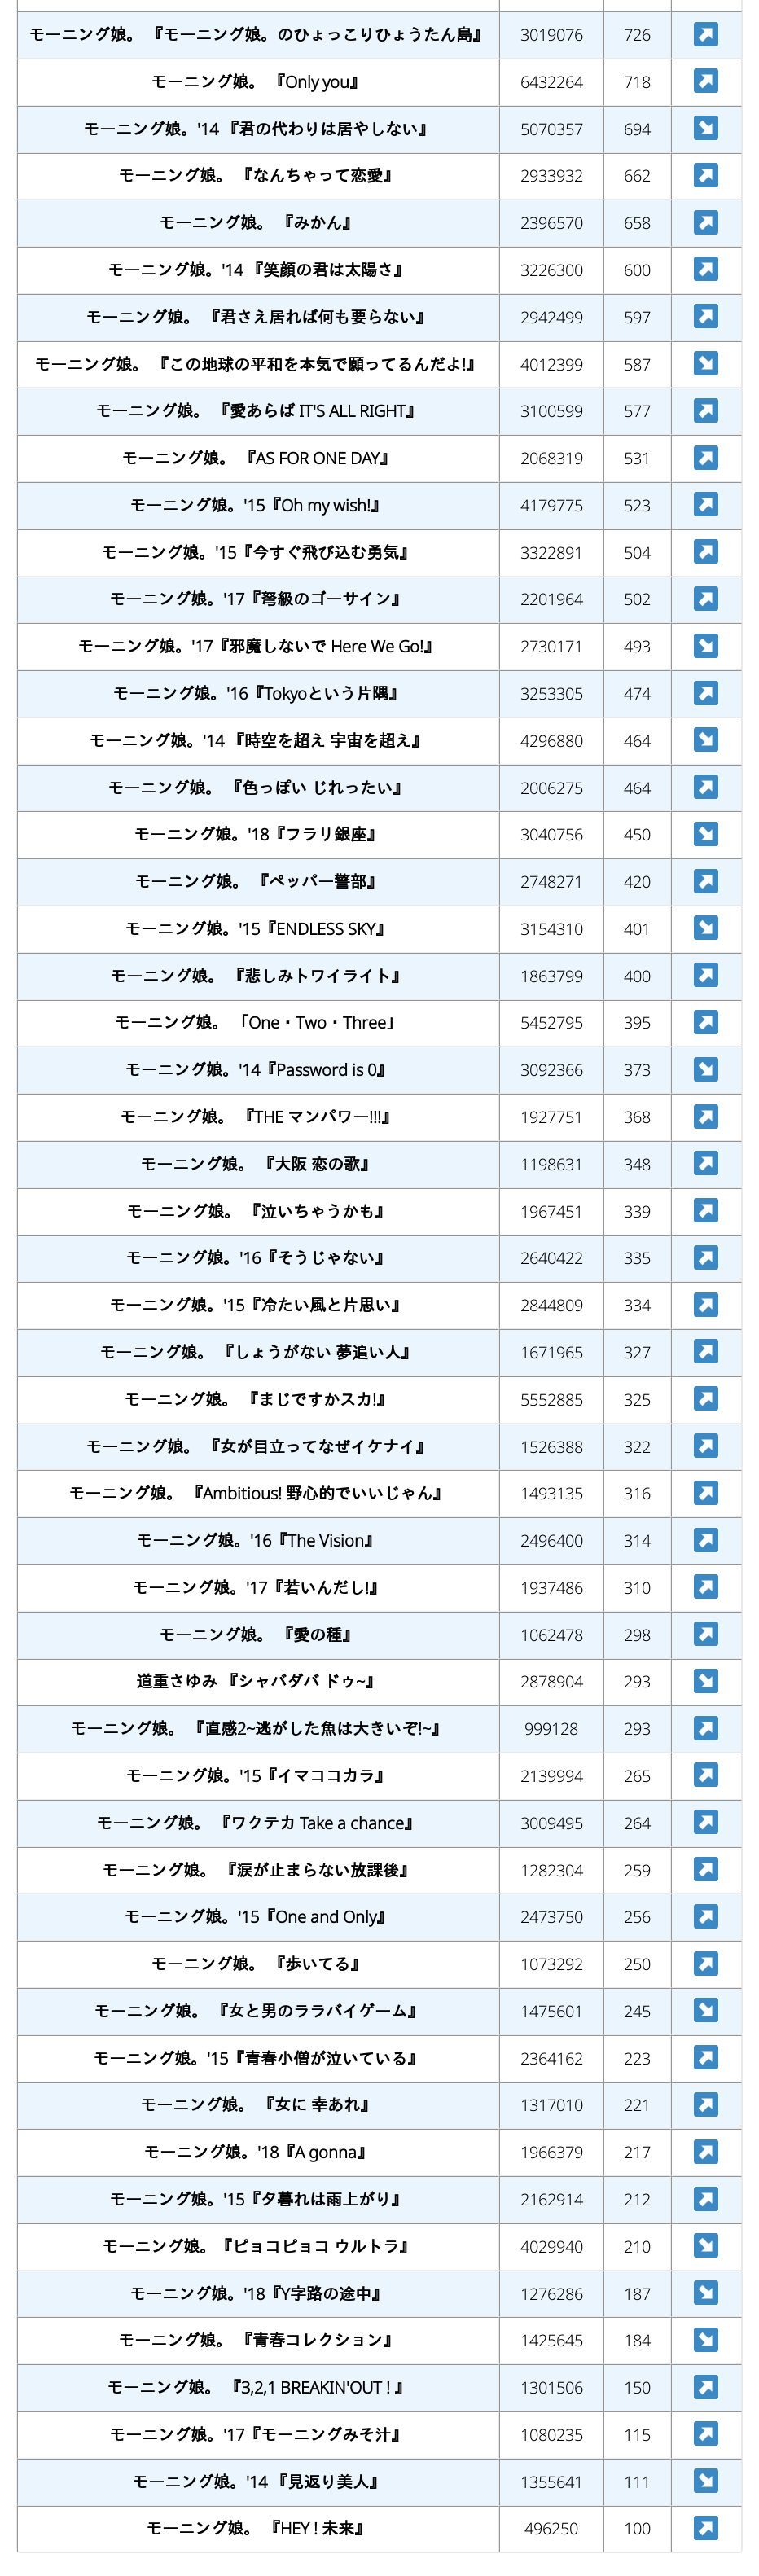 モーニング娘。 『モーニング娘。のひょっこりひょうたん島』 3019076 726
モーニング娘。 『Only you』 6432264 718
モーニング娘。'14 『君の代わりは居やしない』 5070357 694
モーニング娘。 『なんちゃって恋愛』 2933932 662
モーニング娘。 『みかん』 2396570 658
モーニング娘。'14 『笑顔の君は太陽さ』 3226300 600
モーニング娘。 『君さえ居れば何も要らない』 2942499 597
モーニング娘。 『この地球の平和を本気で願ってるんだよ!』 4012399 587
モーニング娘。 『愛あらば IT'S ALL RIGHT』 3100599 577
モーニング娘。 『AS FOR ONE DAY』 2068319 531
モーニング娘。'15『Oh my wish!』 4179775 523
モーニング娘。'15『今すぐ飛び込む勇気』 3322891 504
モーニング娘。'17『弩級のゴーサイン』 2201964 502
モーニング娘。'17『邪魔しないで Here We Go!』 2730171 493
モーニング娘。'16『Tokyoという片隅』 3253305 474
モーニング娘。'14 『時空を超え 宇宙を超え』 4296880 464
モーニング娘。 『色っぽい じれったい』 2006275 464
モーニング娘。'18『フラリ銀座』 3040756 450
モーニング娘。 『ペッパー警部』 2748271 420
モーニング娘。'15『ENDLESS SKY』 3154310 401
モーニング娘。 『悲しみトワイライト』 1863799 400
モーニング娘。 「One・Two・Three」 5452795 395
モーニング娘。'14『Password is 0』 3092366 373
モーニング娘。 『THE マンパワー!!!』 1927751 368
モーニング娘。 『大阪 恋の歌』 1198631 348
モーニング娘。 『泣いちゃうかも』 1967451 339
モーニング娘。'16『そうじゃない』 2640422 335
モーニング娘。'15『冷たい風と片思い』 2844809 334
モーニング娘。 『しょうがない 夢追い人』 1671965 327
モーニング娘。 『まじですかスカ!』 5552885 325
モーニング娘。 『女が目立ってなぜイケナイ』 1526388 322
モーニング娘。 『Ambitious! 野心的でいいじゃん』 1493135 316
モーニング娘。'16『The Vision』 2496400 314
モーニング娘。'17『若いんだし!』 1937486 310
モーニング娘。 『愛の種』 1062478 298
道重さゆみ 『シャバダバ ドゥ~』 2878904 293
モーニング娘。 『直感2~逃がした魚は大きいぞ!~』 999128 293
モーニング娘。'15『イマココカラ』 2139994 265
モーニング娘。 『ワクテカ Take a chance』 3009495 264
モーニング娘。 『涙が止まらない放課後』 1282304 259
モーニング娘。'15『One and Only』 2473750 256
モーニング娘。 『歩いてる』 1073292 250
モーニング娘。 『女と男のララバイゲーム』 1475601 245
モーニング娘。'15『青春小僧が泣いている』 2364162 223
モーニング娘。 『女に 幸あれ』 1317010 221
モーニング娘。'18『A gonna』 1966379 217
モーニング娘。'15『夕暮れは雨上がり』 2162914 212
モーニング娘。『ピョコピョコ ウルトラ』 4029940 210
モーニング娘。'18『Y字路の途中』 1276286 187
モーニング娘。 『青春コレクション』 1425645 184
モーニング娘。 『3,2,1 BREAKIN'OUT ! 』 1301506 150
モーニング娘。'17『モーニングみそ汁』 1080235 115
モーニング娘。'14 『見返り美人』 1355641 111
モーニング娘。 『HEY ! 未来』 496250 100